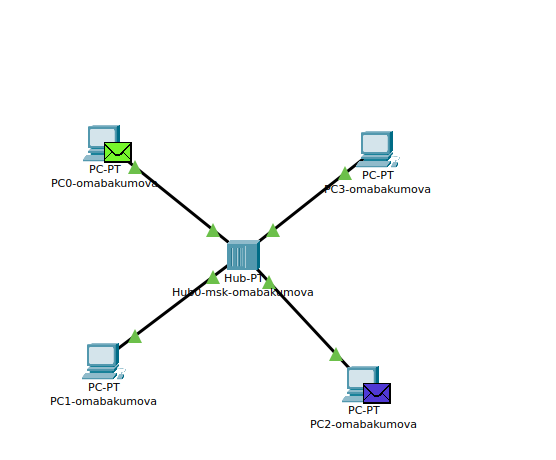 PC-PT
PC0-omabakumova
PC-PT
PC3-omabakumova
Hub-PT
Hub0-msk-omabakumova
PC-PT
PC1-omabakumova
PC-PT
PC2-omabakumova